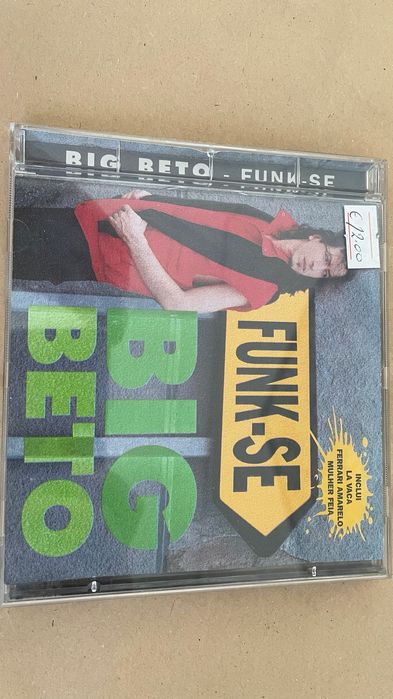 BIG BETO - FUNK-SE
€12.00
FUNK-SE
INCLUI
LA VACA
FERRARI AMARELO
MULHER FEIA
BIG
BETO